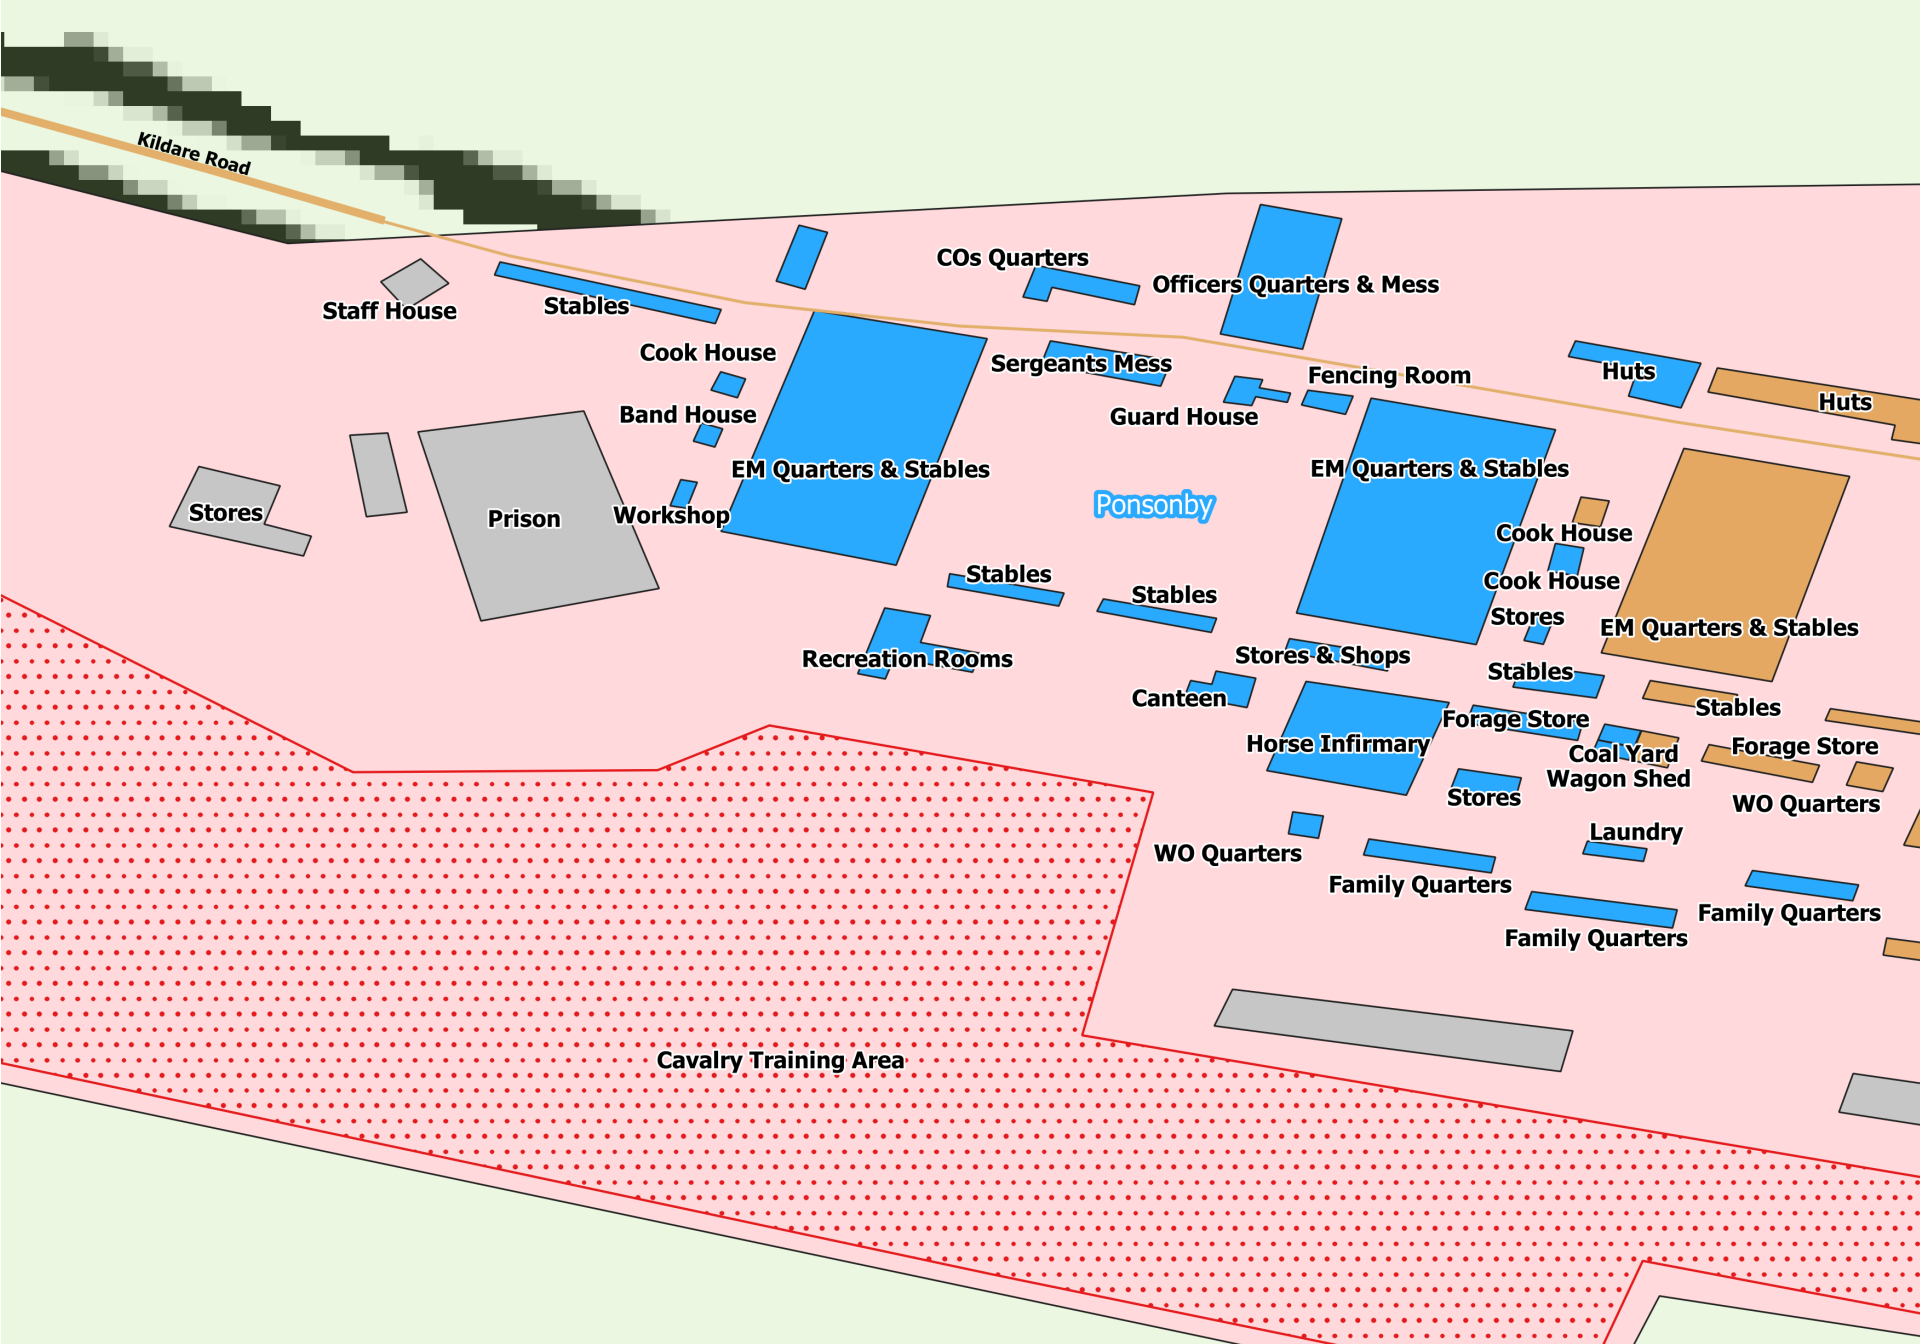 Kildare Road
COs Quarters
Officers Quarters & Mess
Staff House
Stables
Cook House
Sergeants Mess
Fencing Room
Huts
Huts
Band House
Guard House
EM Quarters & Stables
EM Quarters & Stables
Stores
Prison
Workshop
Ponsonby
Cook House
Stables
Stables
Cook House
Stores
EM Quarters & Stables
Recreation Rooms
Stores & Shops
Stables
Canteen
Stables
Forage Store
Horse Infirmary
Coal Yard
Forage Store
Wagon Shed
Stores
WO Quarters
Laundry
WO Quarters
Family Quarters
Family Quarters
Family Quarters
Cavalry Training Area